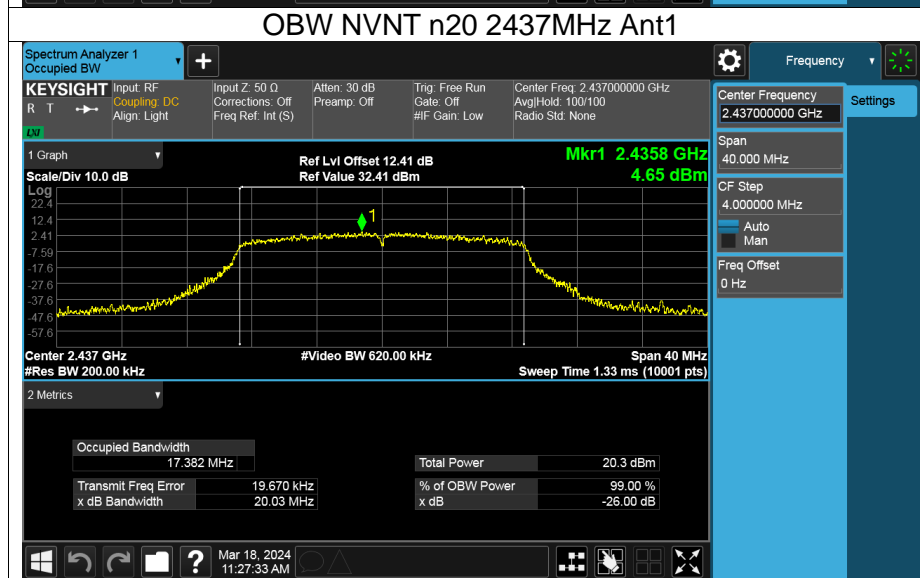 OBW NVNT n20 2437MHz Ant1
Spectrum Analyzer 1
Occupied BW
+
Frequency
KEYSIGHT
R T
LXI
Input: RF
Coupling: DC
Align: Light
Input Z: 50 Ω
Corrections: Off
Freq Ref: Int (S)
Atten: 30 dB
Preamp: Off
Trig: Free Run
Gate: Off
#IF Gain: Low
Center Freq: 2.437000000 GHz
Avg|Hold: 100/100
Radio Std: None
Center Frequency
2.437000000 GHz
Settings
Span
40.000 MHz
CF Step
4.000000 MHz
Auto
Man
Freq Offset
0 Hz
1 Graph
Scale/Div 10.0 dB
Ref Lvl Offset 12.41 dB
Ref Value 32.41 dBm
Mkr1 2.4358 GHz
4.65 dBm
Log
22.4
12.4
2.41
-7.59
-17.6
-27.6
-37.6
-47.6
-57.6
1
Center 2.437 GHz
#Res BW 200.00 kHz
#Video BW 620.00 kHz
Span 40 MHz
Sweep Time 1.33 ms (10001 pts)
2 Metrics
Occupied Bandwidth
17.382 MHz
Total Power 20.3 dBm
Transmit Freq Error 19.670 kHz
% of OBW Power 99.00 %
x dB Bandwidth 20.03 MHz
x dB -26.00 dB
?
Mar 18, 2024
11:27:33 AM